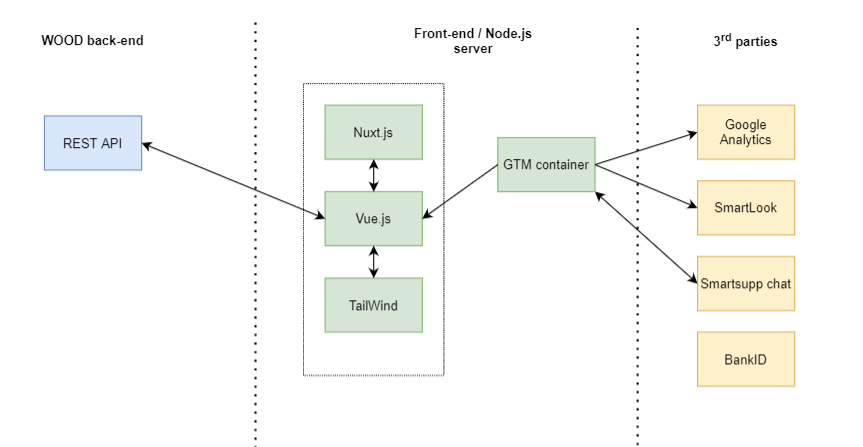 WOOD back-end
Front-end / Node.js
server
3rd parties
REST API
Nuxt.js
Vue.js
TailWind
GTM container
Google
Analytics
SmartLook
Smartsupp chat
BankID